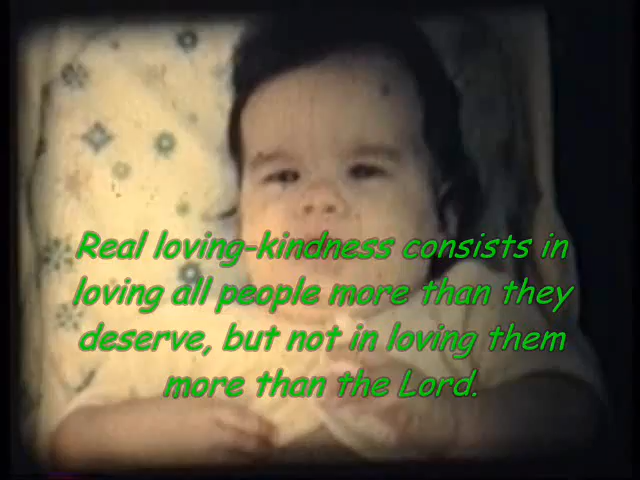 Real loving-kindness consists in
loving all people more than they
deserve, but not in loving them
more than the Lord.